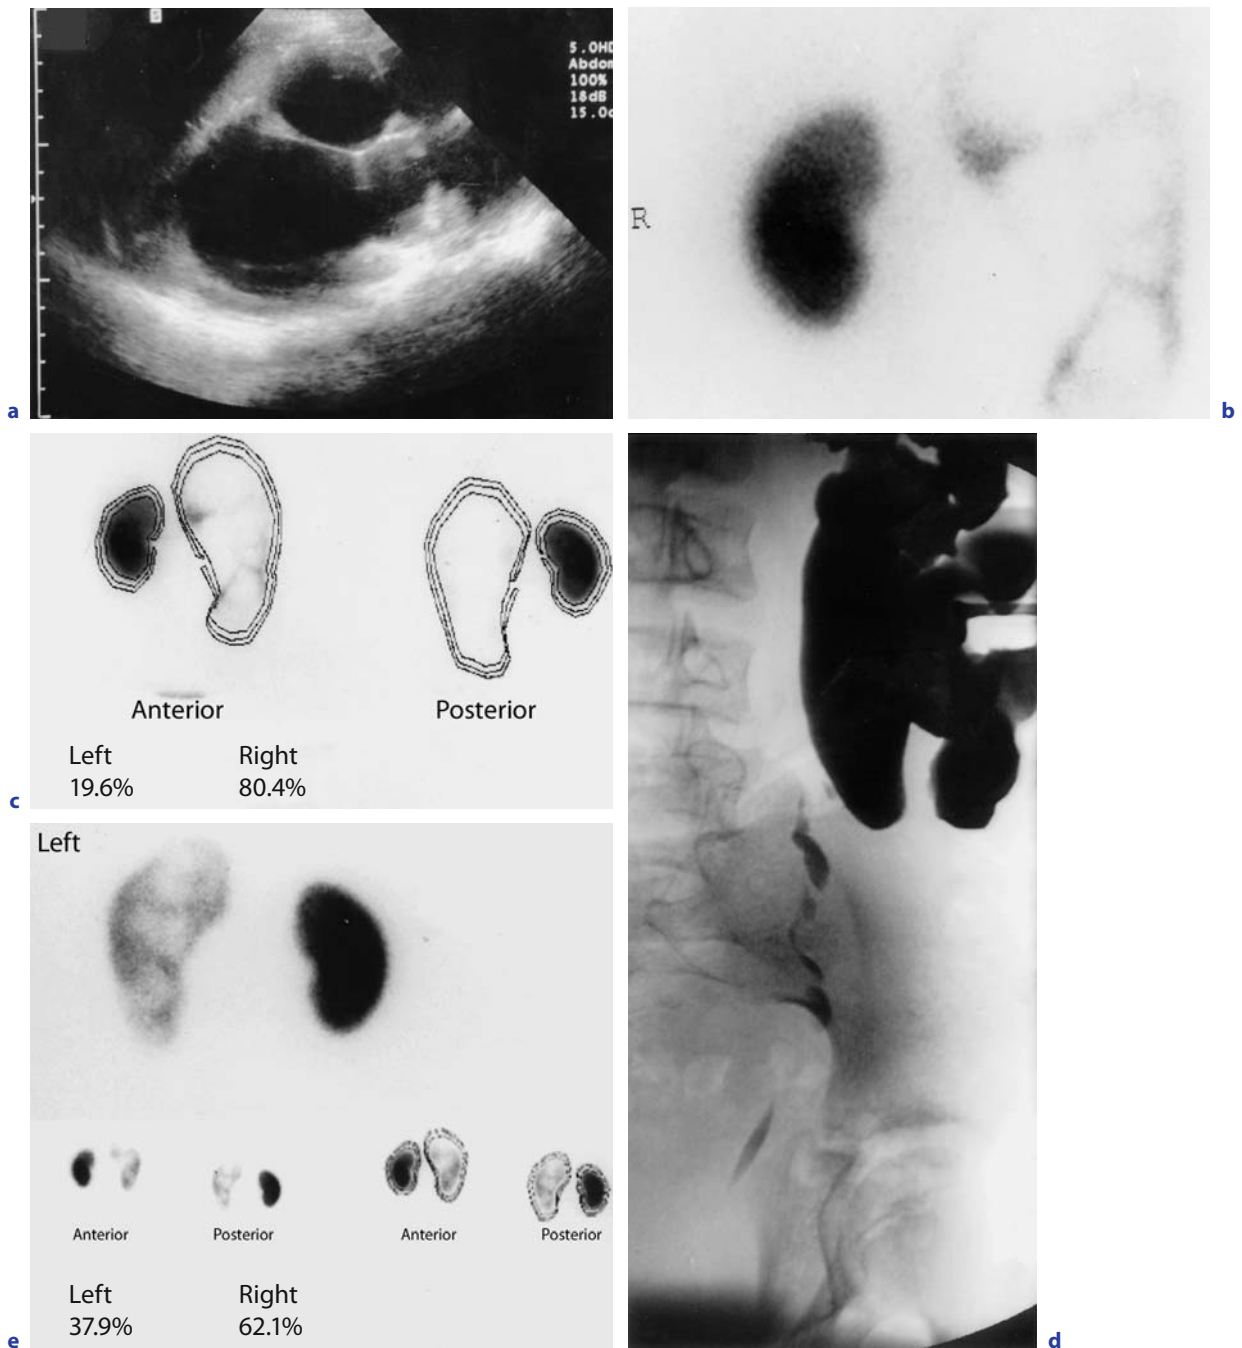 5.0HD
Abdom
100%
18dB
15.0c
a
R
b
Anterior
Posterior
Left
Right
19.6%
80.4%
c
d
Left
Anterior
Posterior
Anterior
Posterior
Left
Right
37.9%
62.1%
e